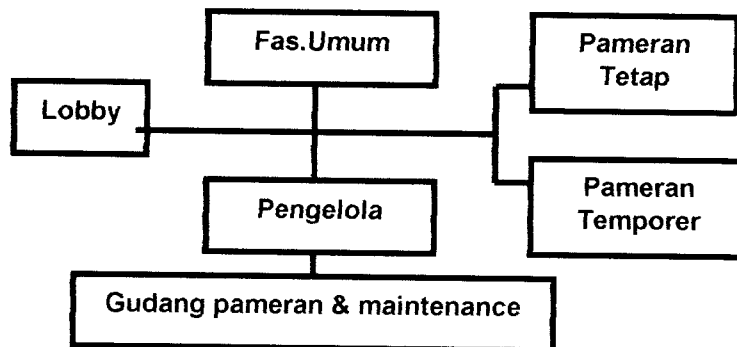 Fas.Umum
Pameran
Tetap
Lobby
Pengelola
Pameran
Temporer
Gudang pameran & maintenance